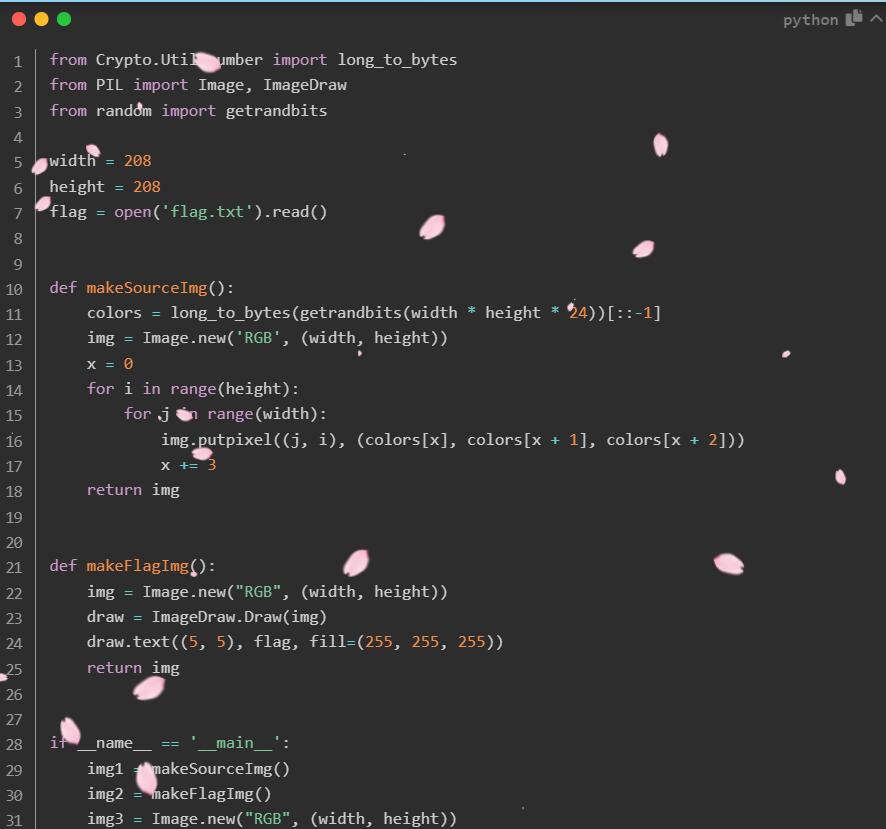 python
1 from Crypto.Util.number import long_to_bytes
2 from PIL import Image, ImageDraw
3 from random import getrandbits
4
5 width = 208
6 height = 208
7 flag = open('flag.txt').read()
8
9
10 def makeSourceImg():
11     colors = long_to_bytes(getrandbits(width * height * 24))[::-1]
12     img = Image.new('RGB', (width, height))
13     x = 0
14     for i in range(height):
15         for j in range(width):
16             img.putpixel((j, i), (colors[x], colors[x + 1], colors[x + 2]))
17             x += 3
18     return img
19
20
21 def makeFlagImg():
22     img = Image.new("RGB", (width, height))
23     draw = ImageDraw.Draw(img)
24     draw.text((5, 5), flag, fill=(255, 255, 255))
25     return img
26
27
28 if __name__ == '__main__':
29     img1 = makeSourceImg()
30     img2 = makeFlagImg()
31     img3 = Image.new("RGB", (width, height))